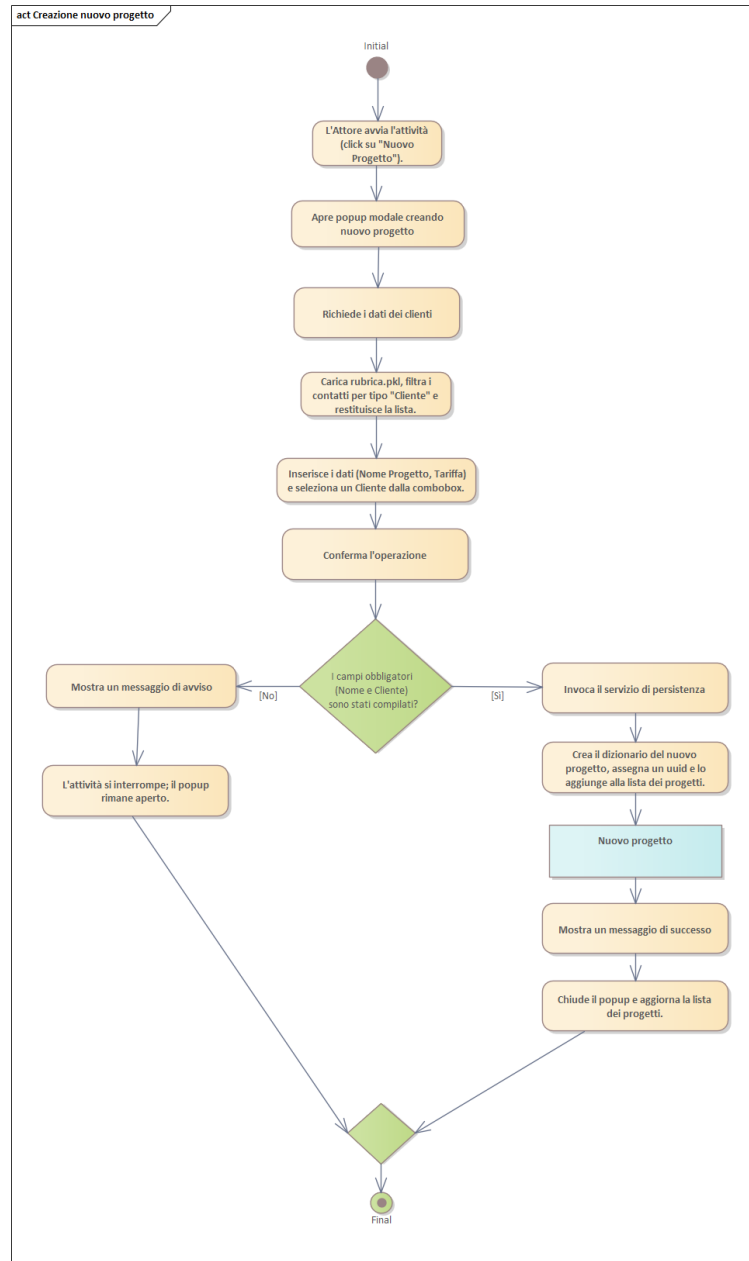 act Creazione nuovo progetto
Initial
L'Attore avvia l'attività
(click su "Nuovo
Progetto").
Apre popup modale creando
nuovo progetto
Richiede i dati dei clienti
Carica rubrica.pkl, filtra i
contatti per tipo "Cliente" e
restituisce la lista.
Inserisce i dati (Nome Progetto, Tariffa)
e seleziona un Cliente dalla combobox.
Conferma l'operazione
I campi obbligatori
(Nome e Cliente)
sono stati compilati?
[No]
[Sì]
Mostra un messaggio di avviso
L'attività si interrompe; il popup
rimane aperto.
Invoca il servizio di persistenza
Crea il dizionario del nuovo
progetto, assegna un uuid e lo
aggiunge alla lista dei progetti.
Nuovo progetto
Mostra un messaggio di successo
Chiude il popup e aggiorna la lista
dei progetti.
Final